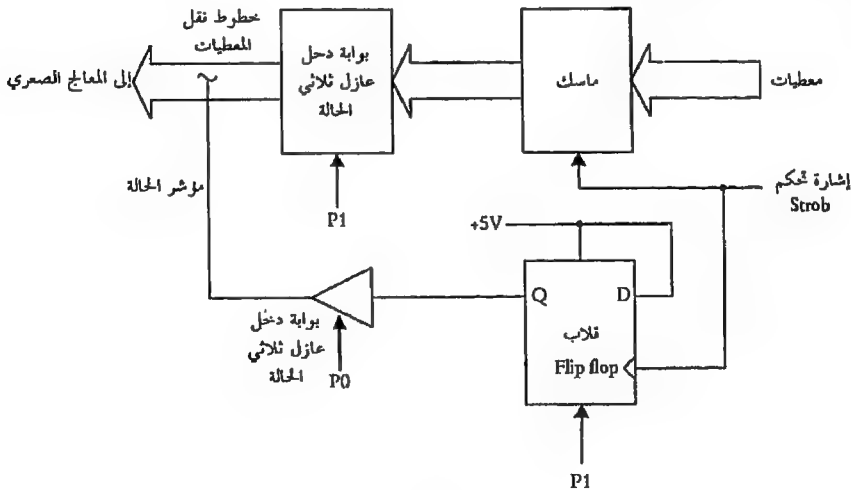 خطوط نقل
المعطيات
إلى المعالج الصغري
بوابة دحل
عازل ثلاثي
الحالة
ماسك
معطيات
مؤشر الحالة
P1
إشارة تحكم
Strob
+5V
Q
D
قلاب
Flip flop
بوابة دخل
عازل ثلاثي
الحالة
P0
P1